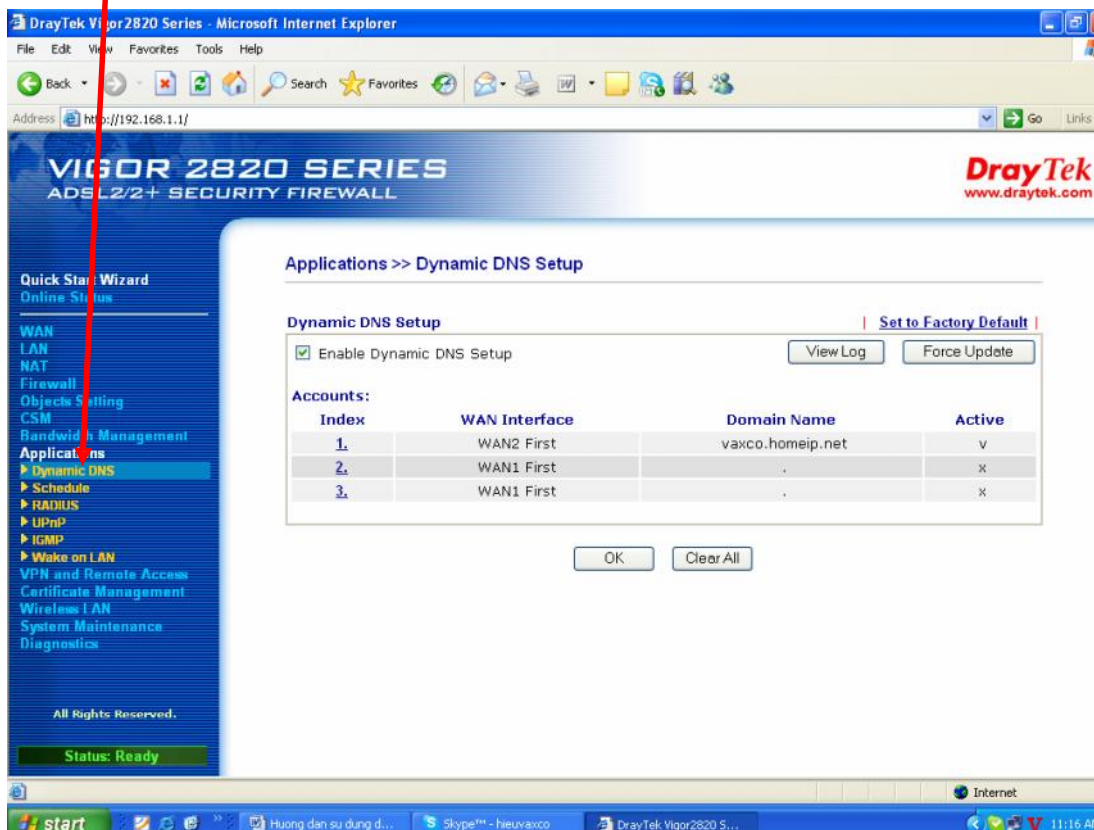 DrayTek Vigor2820 Series - Microsoft Internet Explorer
File Edit View Favorites Tools Help
Back Search Favorites
Address http://192.168.1.1/ Go Links
VIGOR 2820 SERIES
ADSL2/2+ SECURITY FIREWALL
DrayTek
www.draytek.com
Quick Start Wizard
Online Status
WAN
LAN
NAT
Firewall
Objects Setting
CSM
Bandwidth Management
Applications
Dynamic DNS
Schedule
RADIUS
UPnP
IGMP
Wake on LAN
VPN and Remote Access
Certificate Management
Wireless LAN
System Maintenance
Diagnostics
All Rights Reserved.
Status: Ready
Applications >> Dynamic DNS Setup
Dynamic DNS Setup | Set to Factory Default |
Enable Dynamic DNS Setup View Log Force Update
Accounts:
Index WAN Interface Domain Name Active
1. WAN2 First vaxco.homeip.net v
2. WAN1 First . x
3. WAN1 First . x
OK Clear All
Internet
start Huong dan su dung d... Skype™ - hieuvaxco DrayTek Vigor2820 S... 11:16 AM